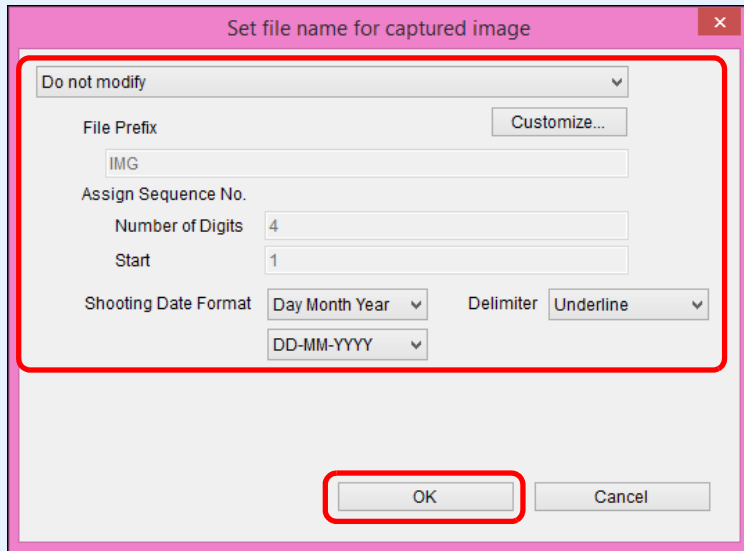 Set file name for captured image
Do not modify
File Prefix Customize...
IMG
Assign Sequence No.
Number of Digits 4
Start 1
Shooting Date Format Day Month Year Delimiter Underline
DD-MM-YYYY
OK Cancel